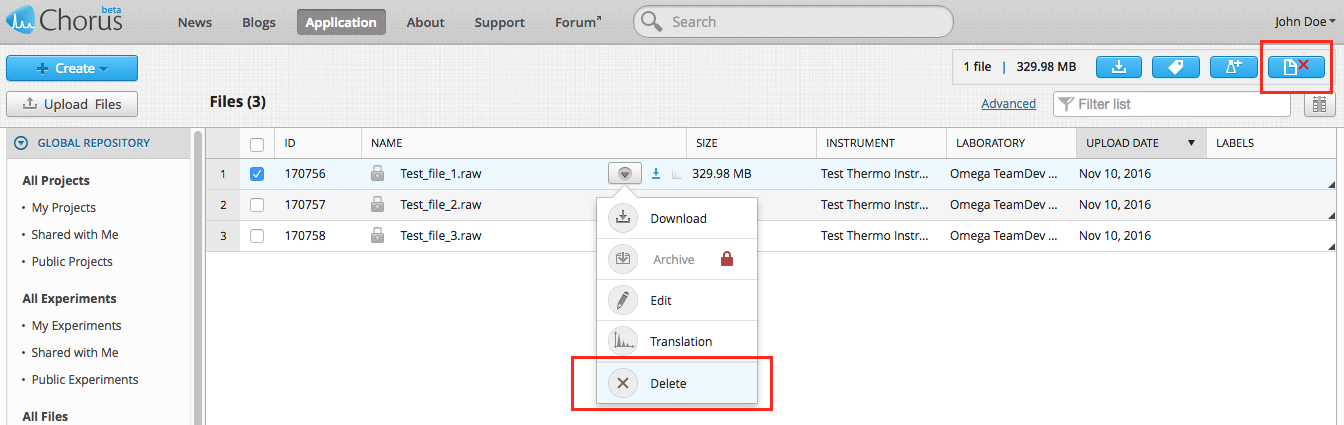 Chorus beta
News Blogs Application About Support Forum Search John Doe
Create 1 file | 329.98 MB
Upload Files Files (3) Advanced Filter list
GLOBAL REPOSITORY ID NAME SIZE INSTRUMENT LABORATORY UPLOAD DATE LABELS
All Projects 1 170756 Test_file_1.raw 329.98 MB Test Thermo Instr... Omega TeamDev ... Nov 10, 2016
My Projects 2 170757 Test_file_2.raw Test Thermo Instr... Omega TeamDev ... Nov 10, 2016
Shared with Me 3 170758 Test_file_3.raw Test Thermo Instr... Omega TeamDev ... Nov 10, 2016
Public Projects
All Experiments
My Experiments
Shared with Me
Public Experiments
All Files
Download
Archive
Edit
Translation
Delete